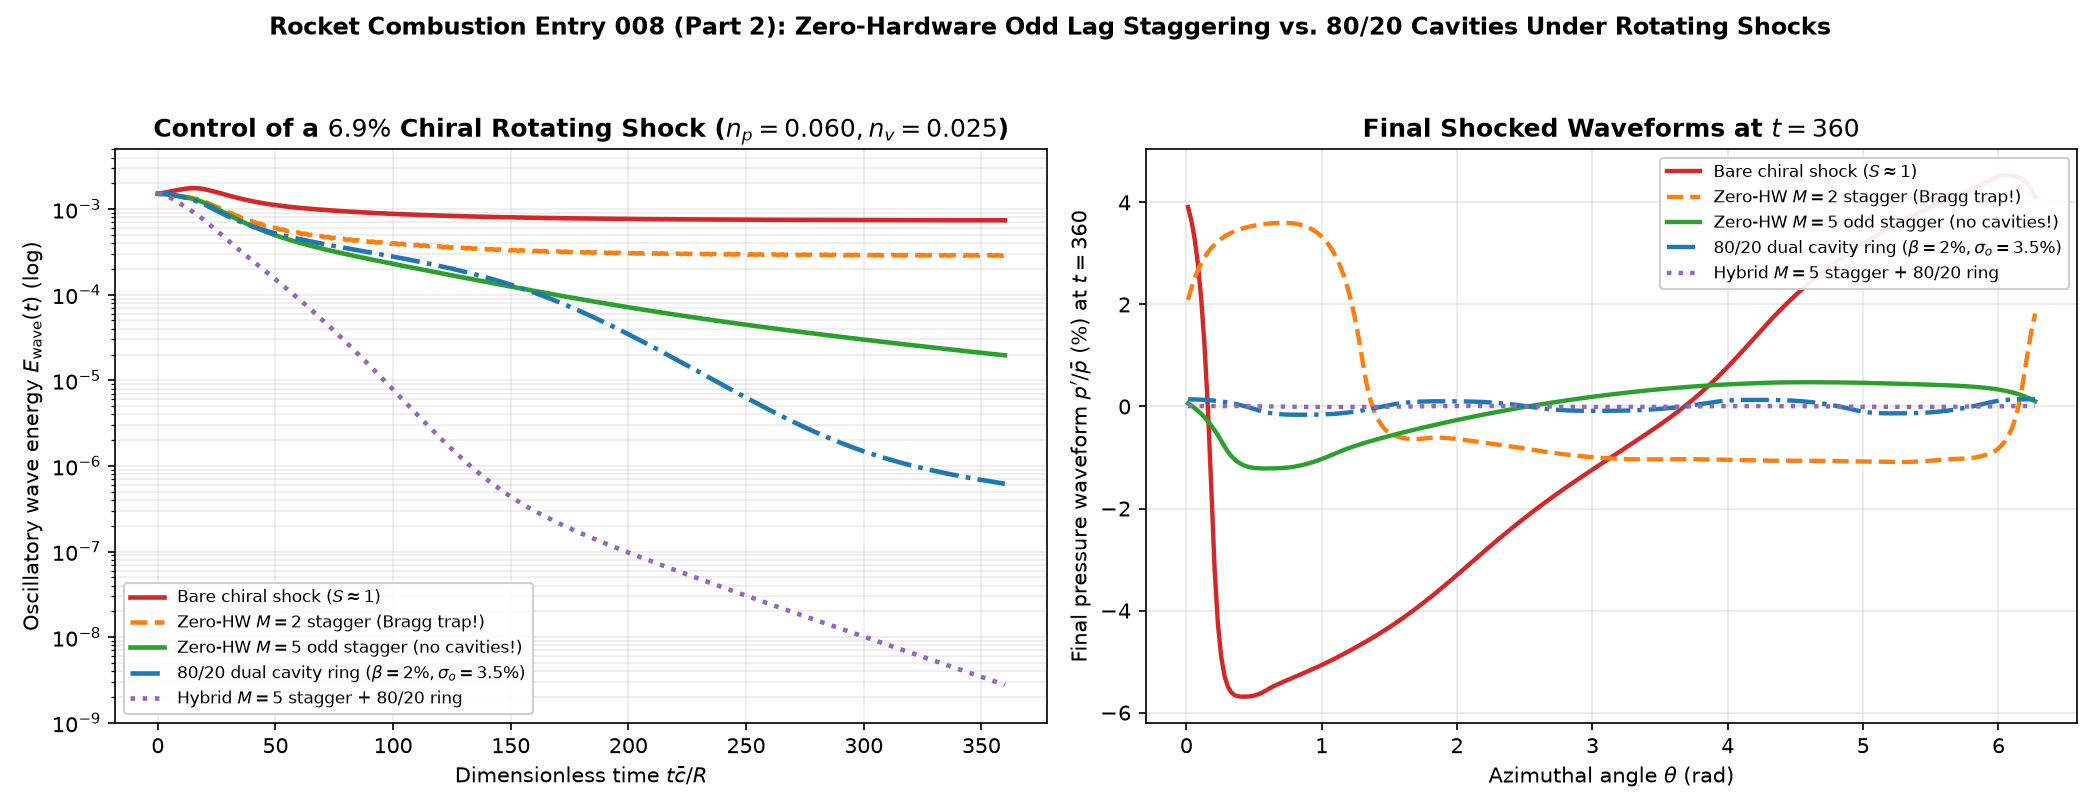 Rocket Combustion Entry 008 (Part 2): Zero-Hardware Odd Lag Staggering vs. 80/20 Cavities Under Rotating Shocks
Control of a 6.9% Chiral Rotating Shock (n_p = 0.060, n_v = 0.025)
Oscillatory wave energy E_wave(t) (log)
10⁻³
10⁻⁴
10⁻⁵
10⁻⁶
10⁻⁷
10⁻⁸
10⁻⁹
Bare chiral shock (S ≈ 1)
Zero-HW M = 2 stagger (Bragg trap!)
Zero-HW M = 5 odd stagger (no cavities!)
80/20 dual cavity ring (β = 2%, σ_o = 3.5%)
Hybrid M = 5 stagger + 80/20 ring
0 50 100 150 200 250 300 350
Dimensionless time tc̄/R
Final Shocked Waveforms at t = 360
Final pressure waveform p′/p̄ (%) at t = 360
4
2
0
−2
−4
−6
Bare chiral shock (S ≈ 1)
Zero-HW M = 2 stagger (Bragg trap!)
Zero-HW M = 5 odd stagger (no cavities!)
80/20 dual cavity ring (β = 2%, σ_o = 3.5%)
Hybrid M = 5 stagger + 80/20 ring
0 1 2 3 4 5 6
Azimuthal angle θ (rad)